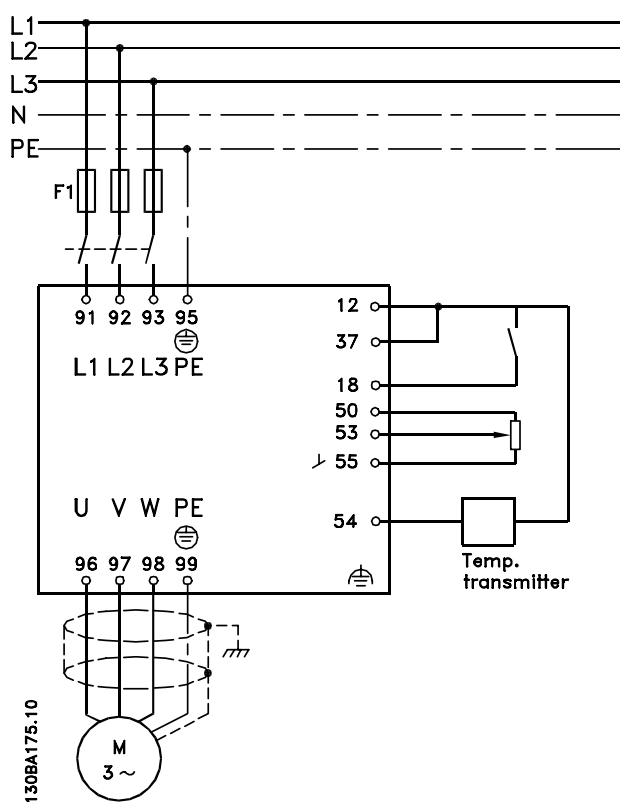 L1
L2
L3
N
PE
F1
91 92 93 95
L1 L2 L3 PE
12
37
18
50
53
55
54
U V W PE
96 97 98 99
Temp.
transmitter
M
3 ~
130BA175.10